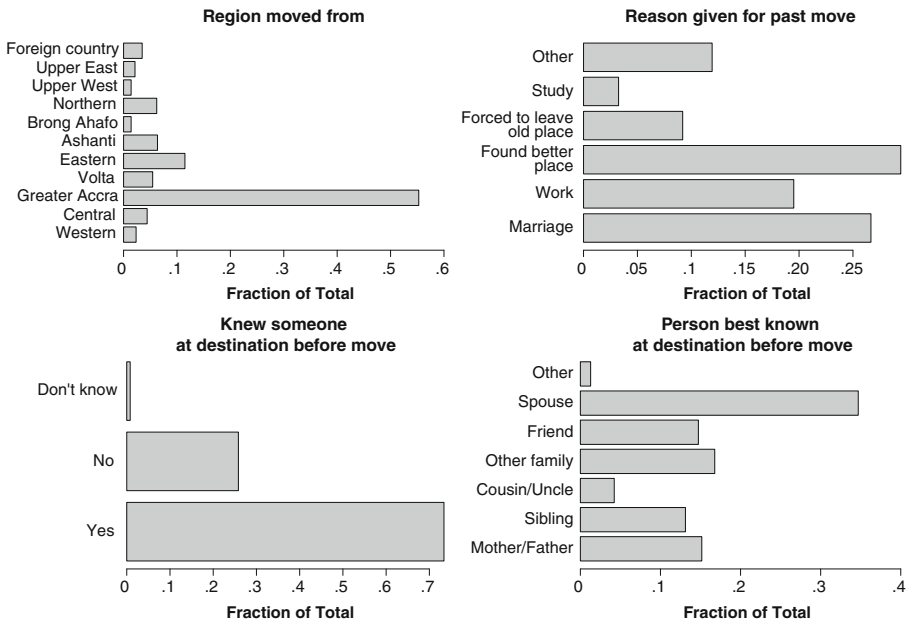 Region moved from
Foreign country
Upper East
Upper West
Northern
Brong Ahafo
Ashanti
Eastern
Volta
Greater Accra
Central
Western
0 .1 .2 .3 .4 .5 .6
Fraction of Total
Reason given for past move
Other
Study
Forced to leave
old place
Found better
place
Work
Marriage
0 .05 .1 .15 .20 .25
Fraction of Total
Knew someone
at destination before move
Don't know
No
Yes
0 .1 .2 .3 .4 .5 .6 .7
Fraction of Total
Person best known
at destination before move
Other
Spouse
Friend
Other family
Cousin/Uncle
Sibling
Mother/Father
0 .1 .2 .3 .4
Fraction of Total